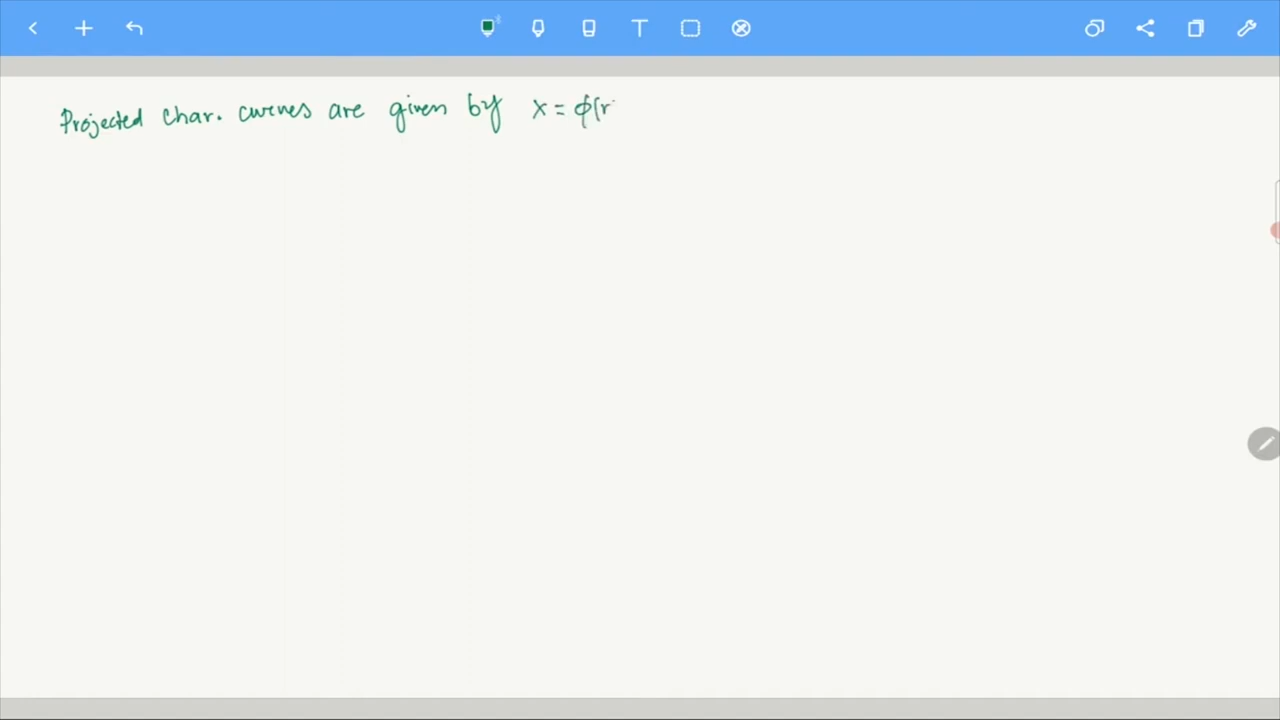 Projected char. curves are given by x = ϕ(r